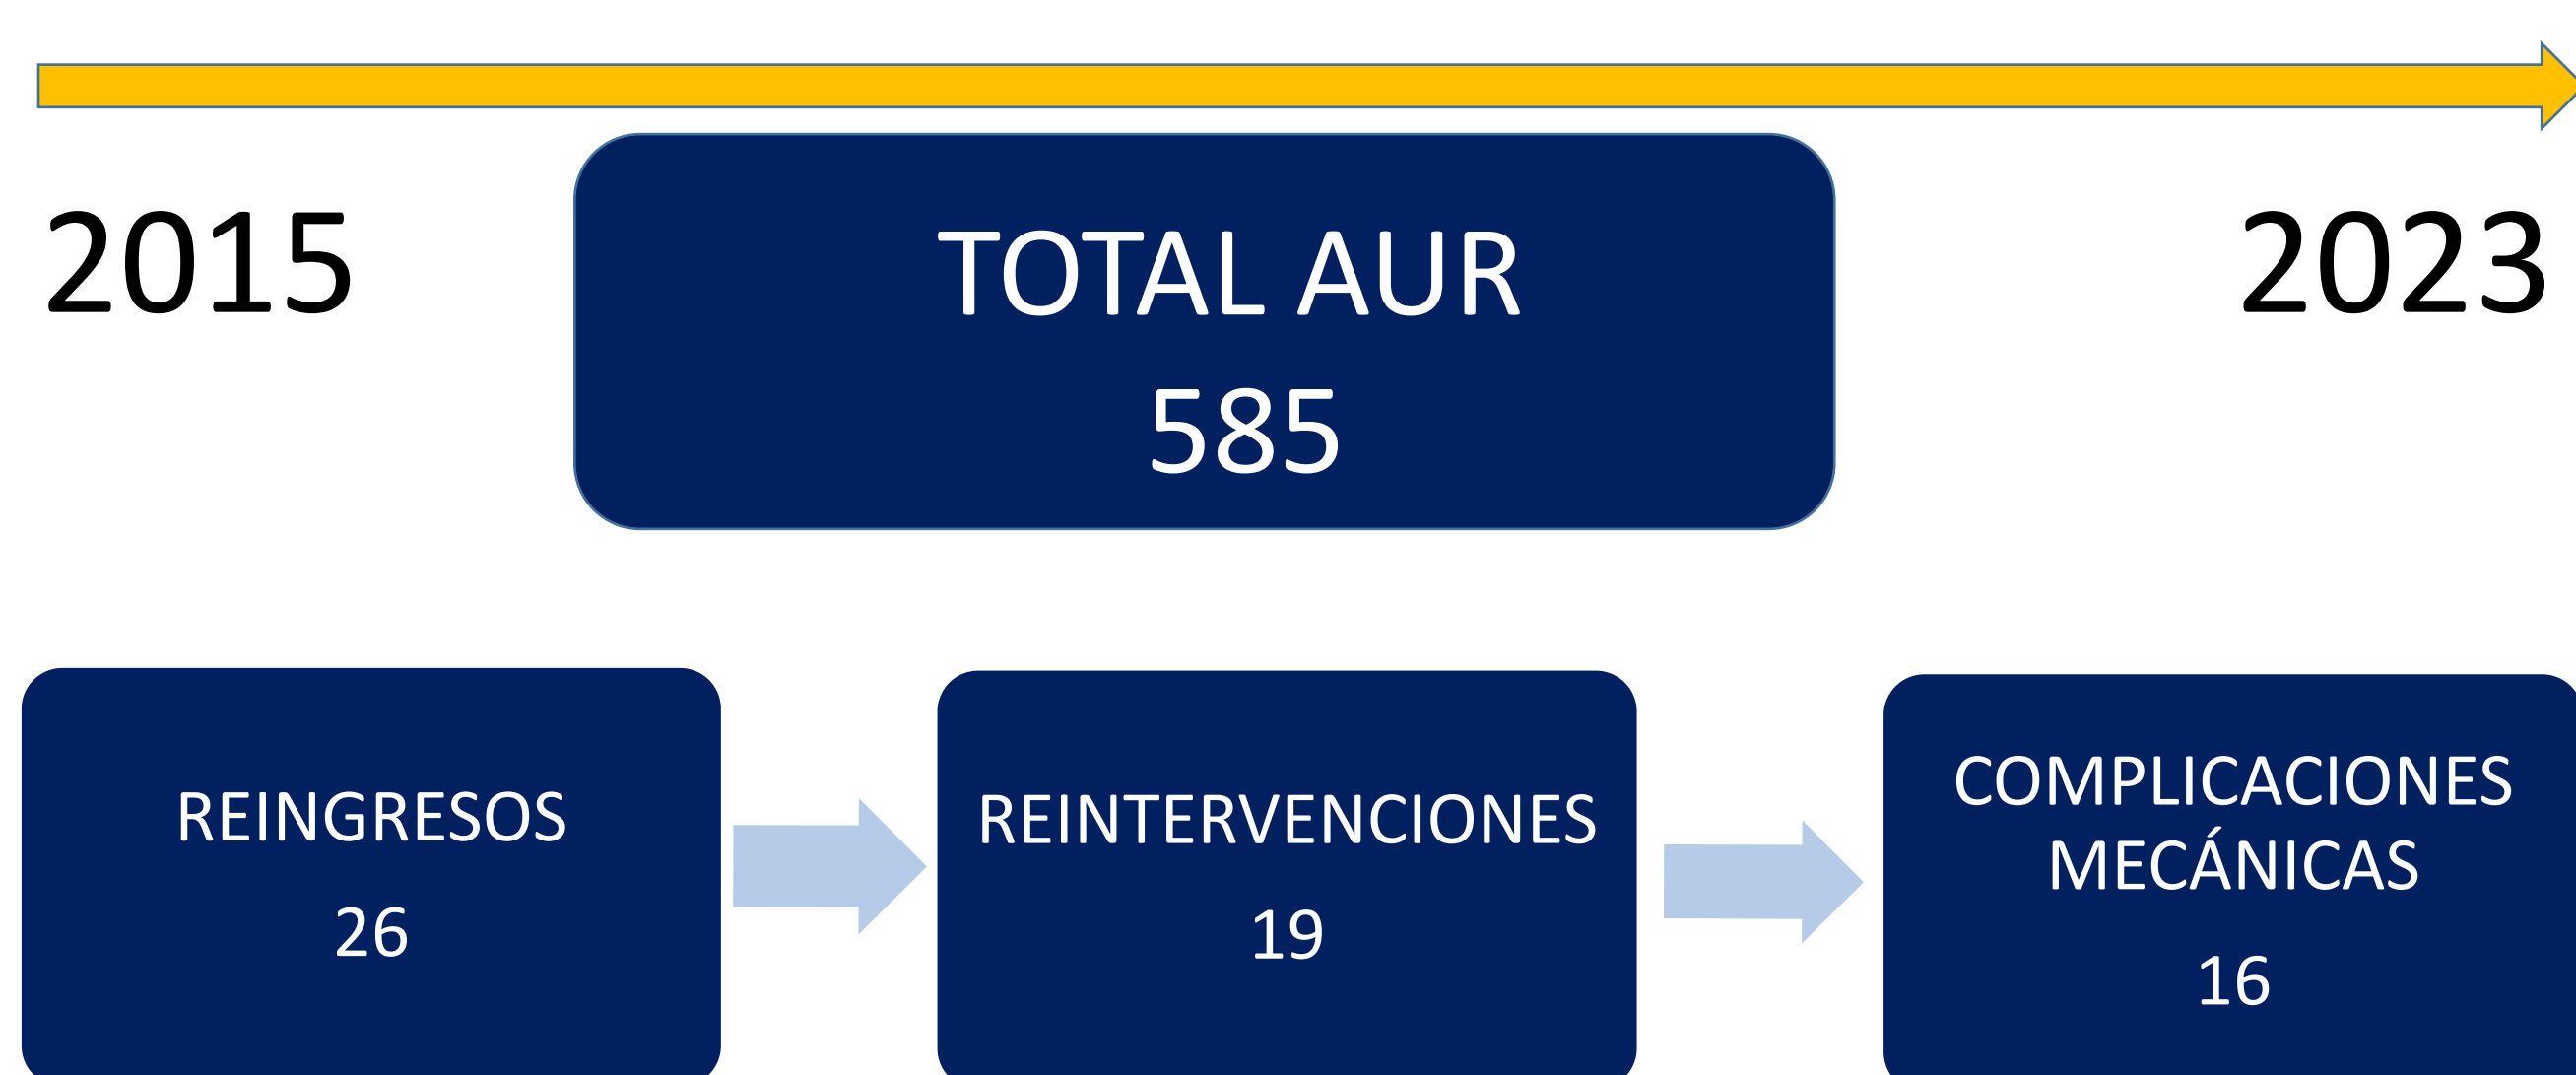 2015
TOTAL AUR
585
2023
REINGRESOS
26
REINTERVENCIONES
19
COMPLICACIONES
MECÁNICAS
16